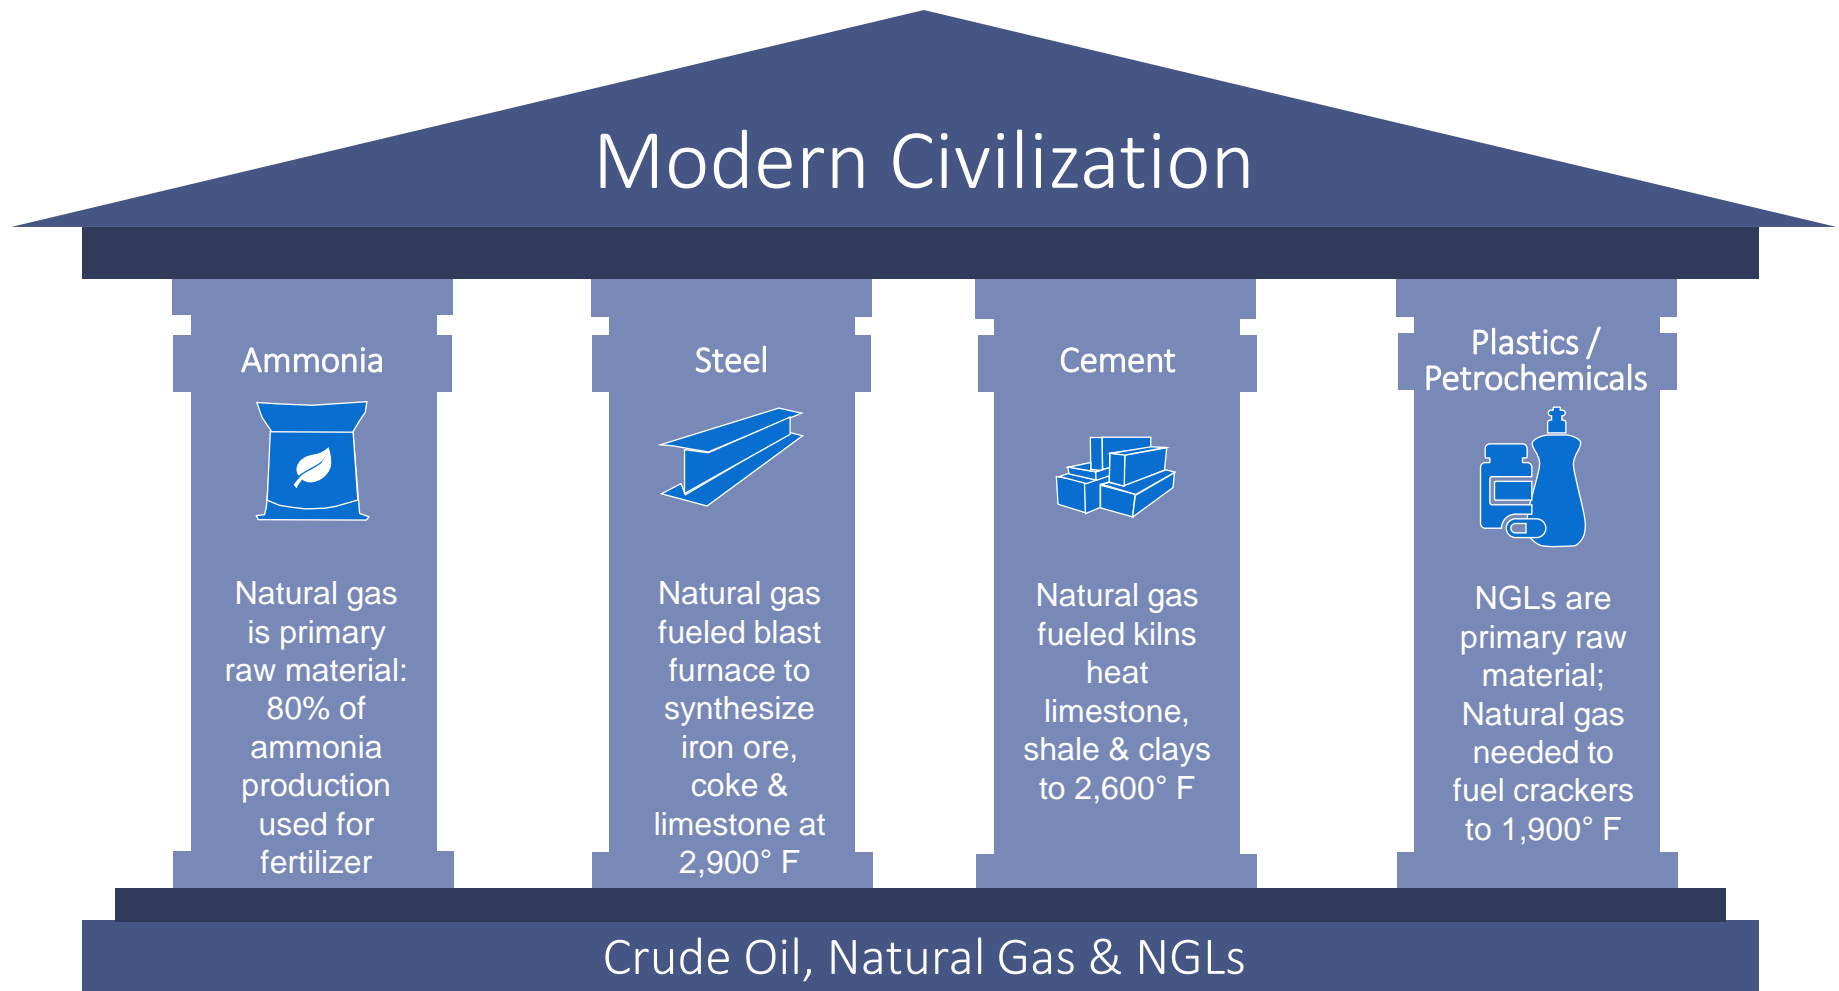 Modern Civilization
Ammonia
Natural gas
is primary
raw material:
80% of
ammonia
production
used for
fertilizer
Steel
Natural gas
fueled blast
furnace to
synthesize
iron ore,
coke &
limestone at
2,900° F
Cement
Natural gas
fueled kilns
heat
limestone,
shale & clays
to 2,600° F
Plastics /
Petrochemicals
NGLs are
primary raw
material;
Natural gas
needed to
fuel crackers
to 1,900° F
Crude Oil, Natural Gas & NGLs